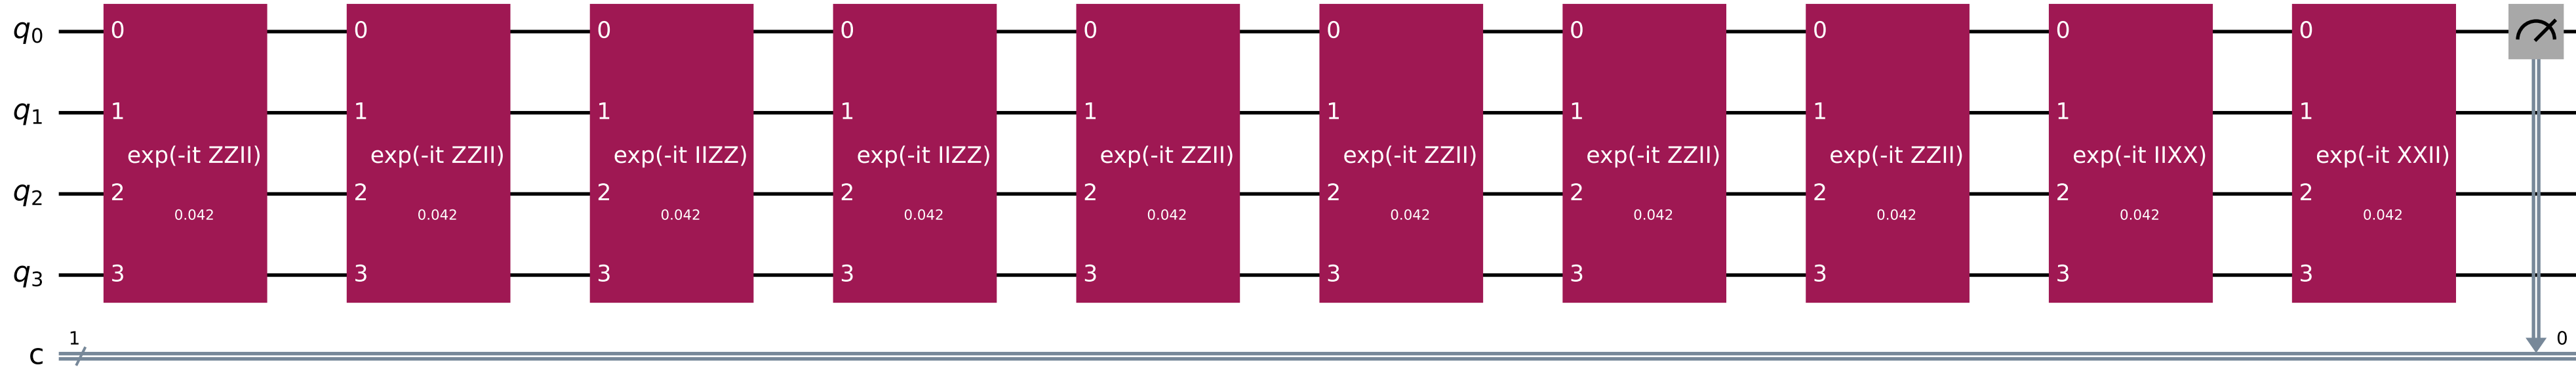 q0 0 0 0 0 0 0 0 0 0 0
q1 1 1 1 1 1 1 1 1 1 1
exp(-it ZZII) exp(-it ZZII) exp(-it IIZZ) exp(-it IIZZ) exp(-it ZZII) exp(-it ZZII) exp(-it ZZII) exp(-it ZZII) exp(-it IIXX) exp(-it XXII)
q2 2 2 2 2 2 2 2 2 2 2
0.042 0.042 0.042 0.042 0.042 0.042 0.042 0.042 0.042 0.042
q3 3 3 3 3 3 3 3 3 3 3
1 0
c